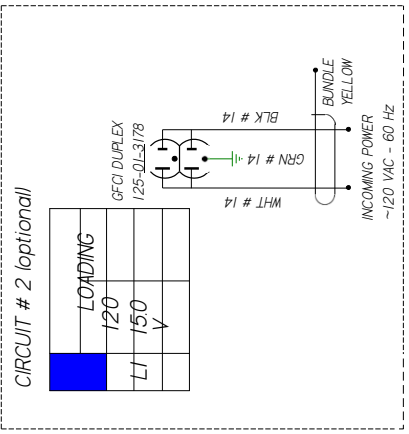 CIRCUIT # 2 (optional)
LOADING
120
L1 15.0
V
GFCI DUPLEX
125-01-3178
BLK # 14
GRN # 14
WHT # 14
BUNDLE
YELLOW
INCOMING POWER
~120 VAC - 60 Hz